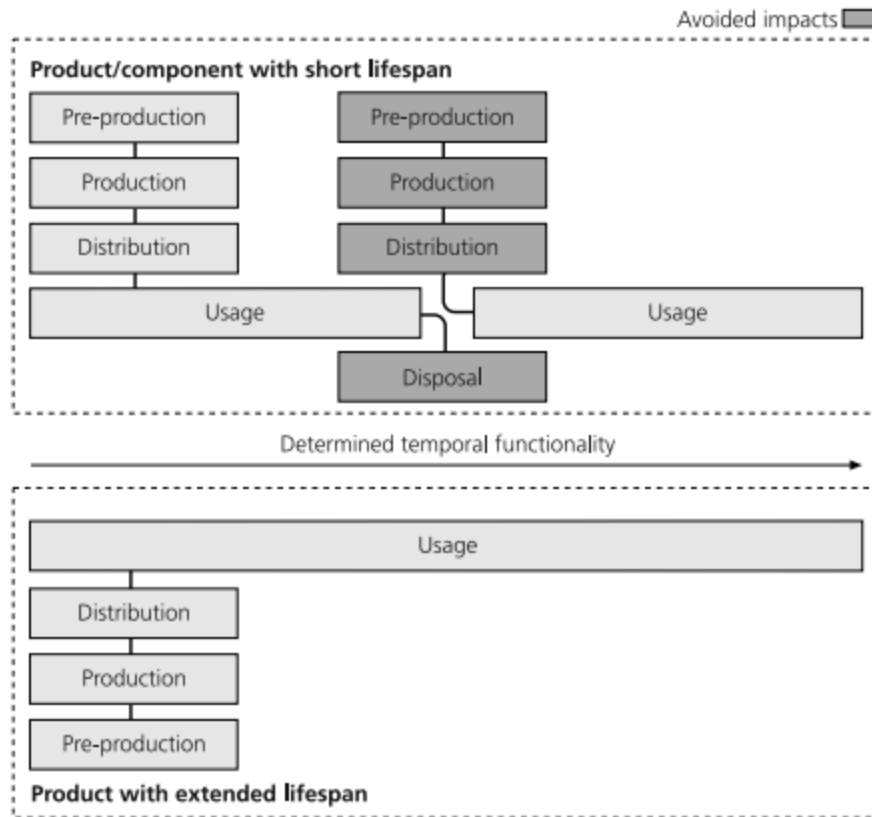 Avoided impacts
Product/component with short lifespan
Pre-production
Pre-production
Production
Production
Distribution
Distribution
Usage
Usage
Disposal
Determined temporal functionality
Usage
Distribution
Production
Pre-production
Product with extended lifespan